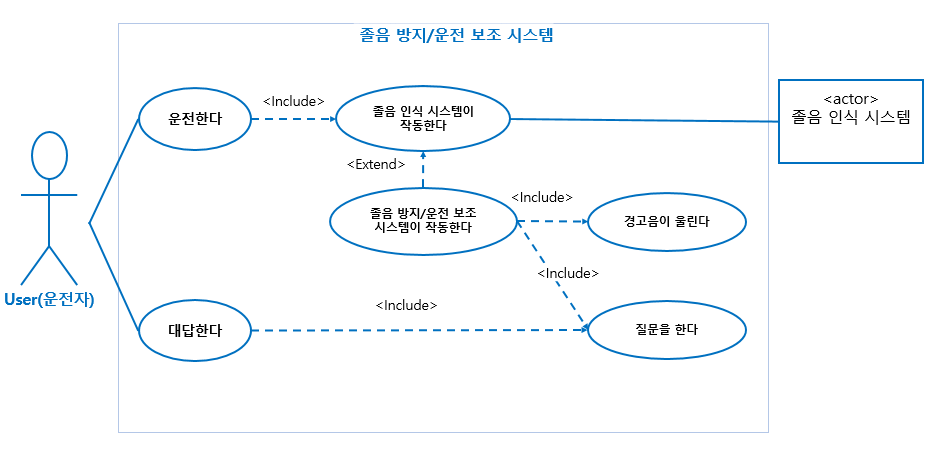 졸음 방지/운전 보조 시스템
<Include>
<actor>
졸음 인식 시스템
운전한다
졸음 인식 시스템이
작동한다
<Extend>
<Include>
졸음 방지/운전 보조
시스템이 작동한다
경고음이 울린다
<Include>
User(운전자)
<Include>
대답한다
질문을 한다